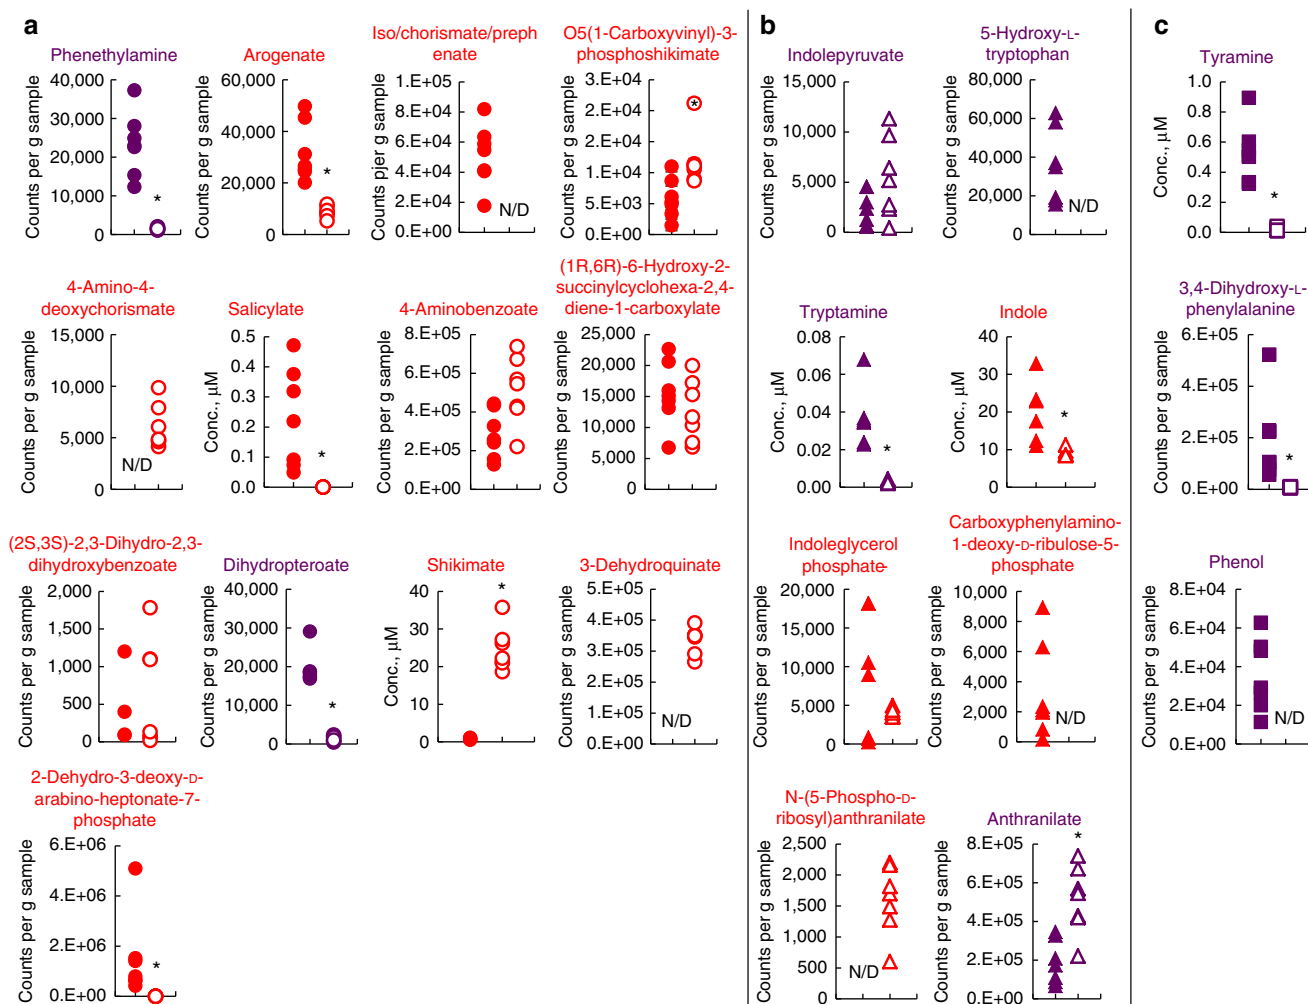 a
Phenethylamine
Counts per g sample
40,000
30,000
20,000
10,000
0
*
Arogenate
Counts per g sample
60,000
40,000
20,000
0
*
Iso/chorismate/preph
enate
Counts pjer g sample
1.E+05
8.E+04
6.E+04
4.E+04
2.E+04
0.E+00
N/D
O5(1-Carboxyvinyl)-3-
phosphoshikimate
Counts per g sample
3.E+04
2.E+04
2.E+04
1.E+04
5.E+03
0.E+00
*
4-Amino-4-
deoxychorismate
Counts per g sample
15,000
10,000
5,000
0
N/D
Salicylate
Conc., µM
0.5
0.4
0.3
0.2
0.1
0.0
*
4-Aminobenzoate
Counts per g sample
8.E+05
6.E+05
4.E+05
2.E+05
0.E+00
(1R,6R)-6-Hydroxy-2-
succinylcyclohexa-2,4-
diene-1-carboxylate
Counts per g sample
25,000
20,000
15,000
10,000
5,000
0
(2S,3S)-2,3-Dihydro-2,3-
dihydroxybenzoate
Counts per g sample
2,000
1,500
1,000
500
0
Dihydropteroate
Counts per g sample
40,000
30,000
20,000
10,000
0
*
Shikimate
Conc., µM
40
30
20
10
0
*
3-Dehydroquinate
Counts per g sample
5.E+05
4.E+05
3.E+05
2.E+05
1.E+05
0.E+00
N/D
2-Dehydro-3-deoxy-D-
arabino-heptonate-7-
phosphate
Counts per g sample
6.E+06
4.E+06
2.E+06
0.E+00
*
b
Indolepyruvate
Counts per g sample
15,000
10,000
5,000
0
5-Hydroxy-L-
tryptophan
Counts per g sample
80,000
60,000
40,000
20,000
0
N/D
Tryptamine
Conc., µM
0.08
0.06
0.04
0.02
0.00
*
Indole
Conc., µM
40
30
20
10
0
*
Indoleglycerol
phosphate-
Counts per g sample
20,000
15,000
10,000
5,000
0
Carboxyphenylamino-
1-deoxy-D-ribulose-5-
phosphate
Counts per g sample
10,000
8,000
6,000
4,000
2,000
0
N/D
N-(5-Phospho-D-
ribosyl)anthranilate
Counts per g sample
2,500
2,000
1,500
1,000
500
0
N/D
Anthranilate
Counts per g sample
8.E+05
6.E+05
4.E+05
2.E+05
0.E+00
*
c
Tyramine
Conc., µM
1.0
0.8
0.6
0.4
0.2
0.0
*
3,4-Dihydroxy-L-
phenylalanine
Counts per g sample
6.E+05
4.E+05
2.E+05
0.E+00
*
Phenol
Counts per g sample
8.E+04
6.E+04
4.E+04
2.E+04
0.E+00
N/D